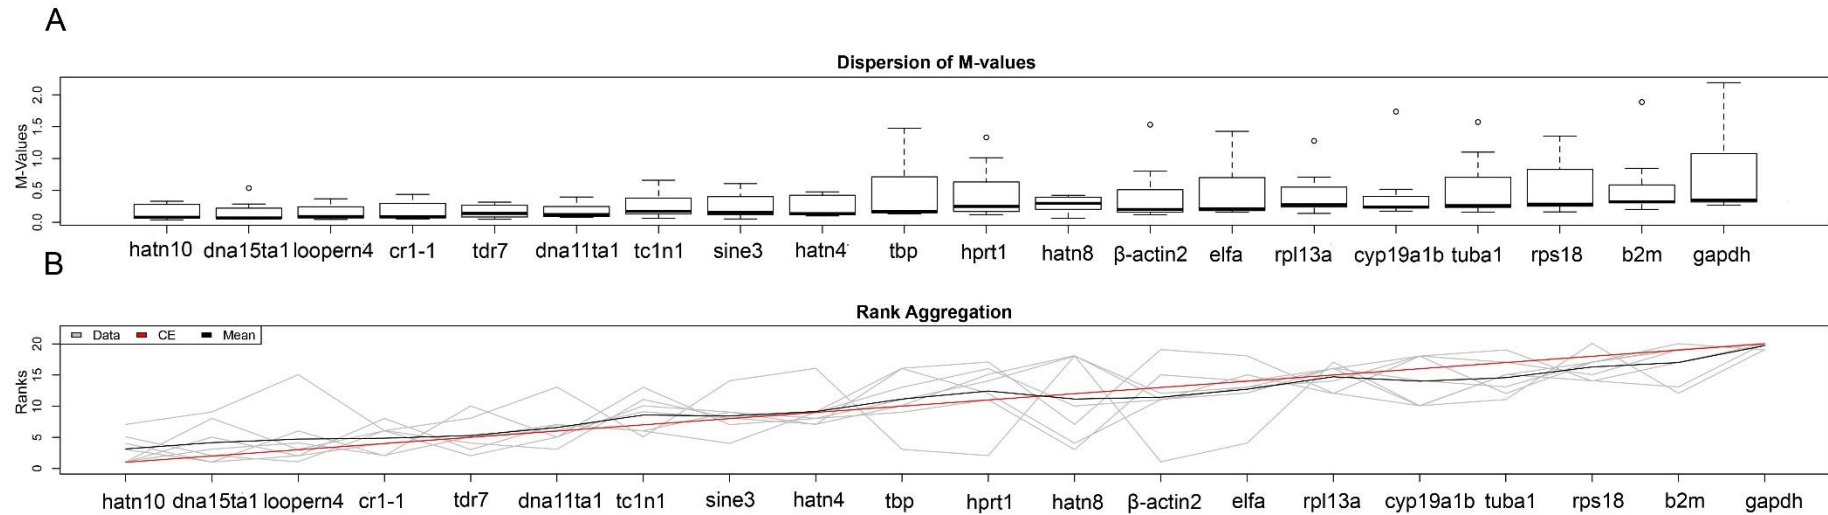 A
Dispersion of M-values
M-Values
2.0
1.5
1.0
0.5
0.0
hatn10 dna15ta1 loopern4 cr1-1 tdr7 dna11ta1 tc1n1 sine3 hatn4 tbp hprt1 hatn8 β-actin2 elfa rpl13a cyp19a1b tuba1 rps18 b2m gapdh
B
Rank Aggregation
Data CE Mean
Ranks
20
15
10
5
0
hatn10 dna15ta1 loopern4 cr1-1 tdr7 dna11ta1 tc1n1 sine3 hatn4 tbp hprt1 hatn8 β-actin2 elfa rpl13a cyp19a1b tuba1 rps18 b2m gapdh